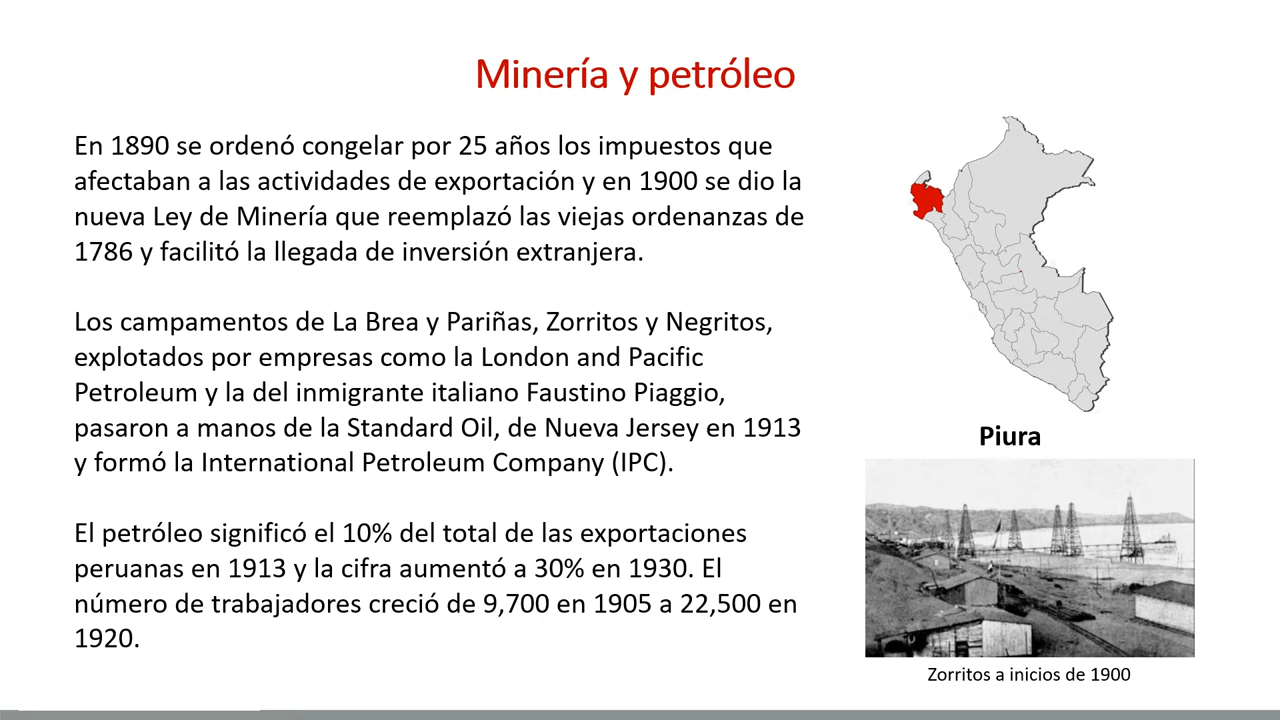 Minería y petróleo
En 1890 se ordenó congelar por 25 años los impuestos que
afectaban a las actividades de exportación y en 1900 se dio la
nueva Ley de Minería que reemplazó las viejas ordenanzas de
1786 y facilitó la llegada de inversión extranjera.
Los campamentos de La Brea y Pariñas, Zorritos y Negritos,
explotados por empresas como la London and Pacific
Petroleum y la del inmigrante italiano Faustino Piaggio,
pasaron a manos de la Standard Oil, de Nueva Jersey en 1913
y formó la International Petroleum Company (IPC).
El petróleo significó el 10% del total de las exportaciones
peruanas en 1913 y la cifra aumentó a 30% en 1930. El
número de trabajadores creció de 9,700 en 1905 a 22,500 en
1920.
Piura
Zorritos a inicios de 1900